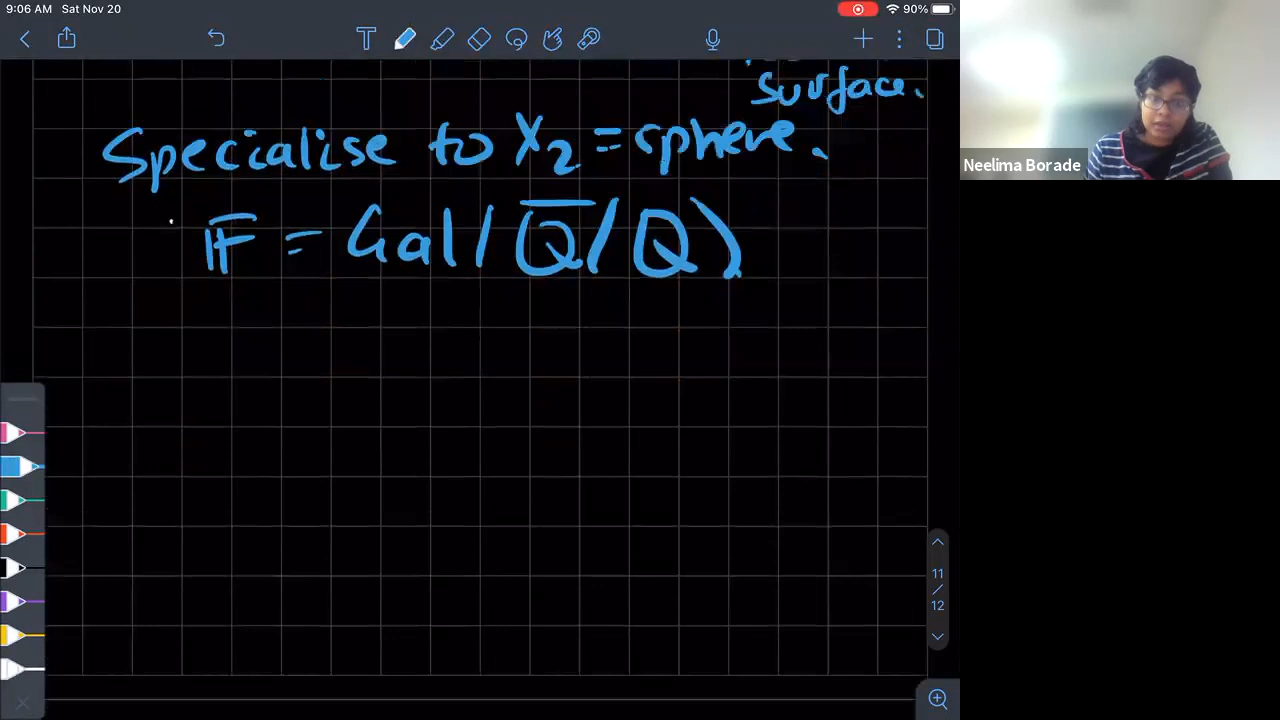 9:06 AM Sat Nov 20
90%
surface.
Specialise to X₂ = sphere.
Neelima Borade
𝔽 = Gal( Q̅ / Q )
11
/
12